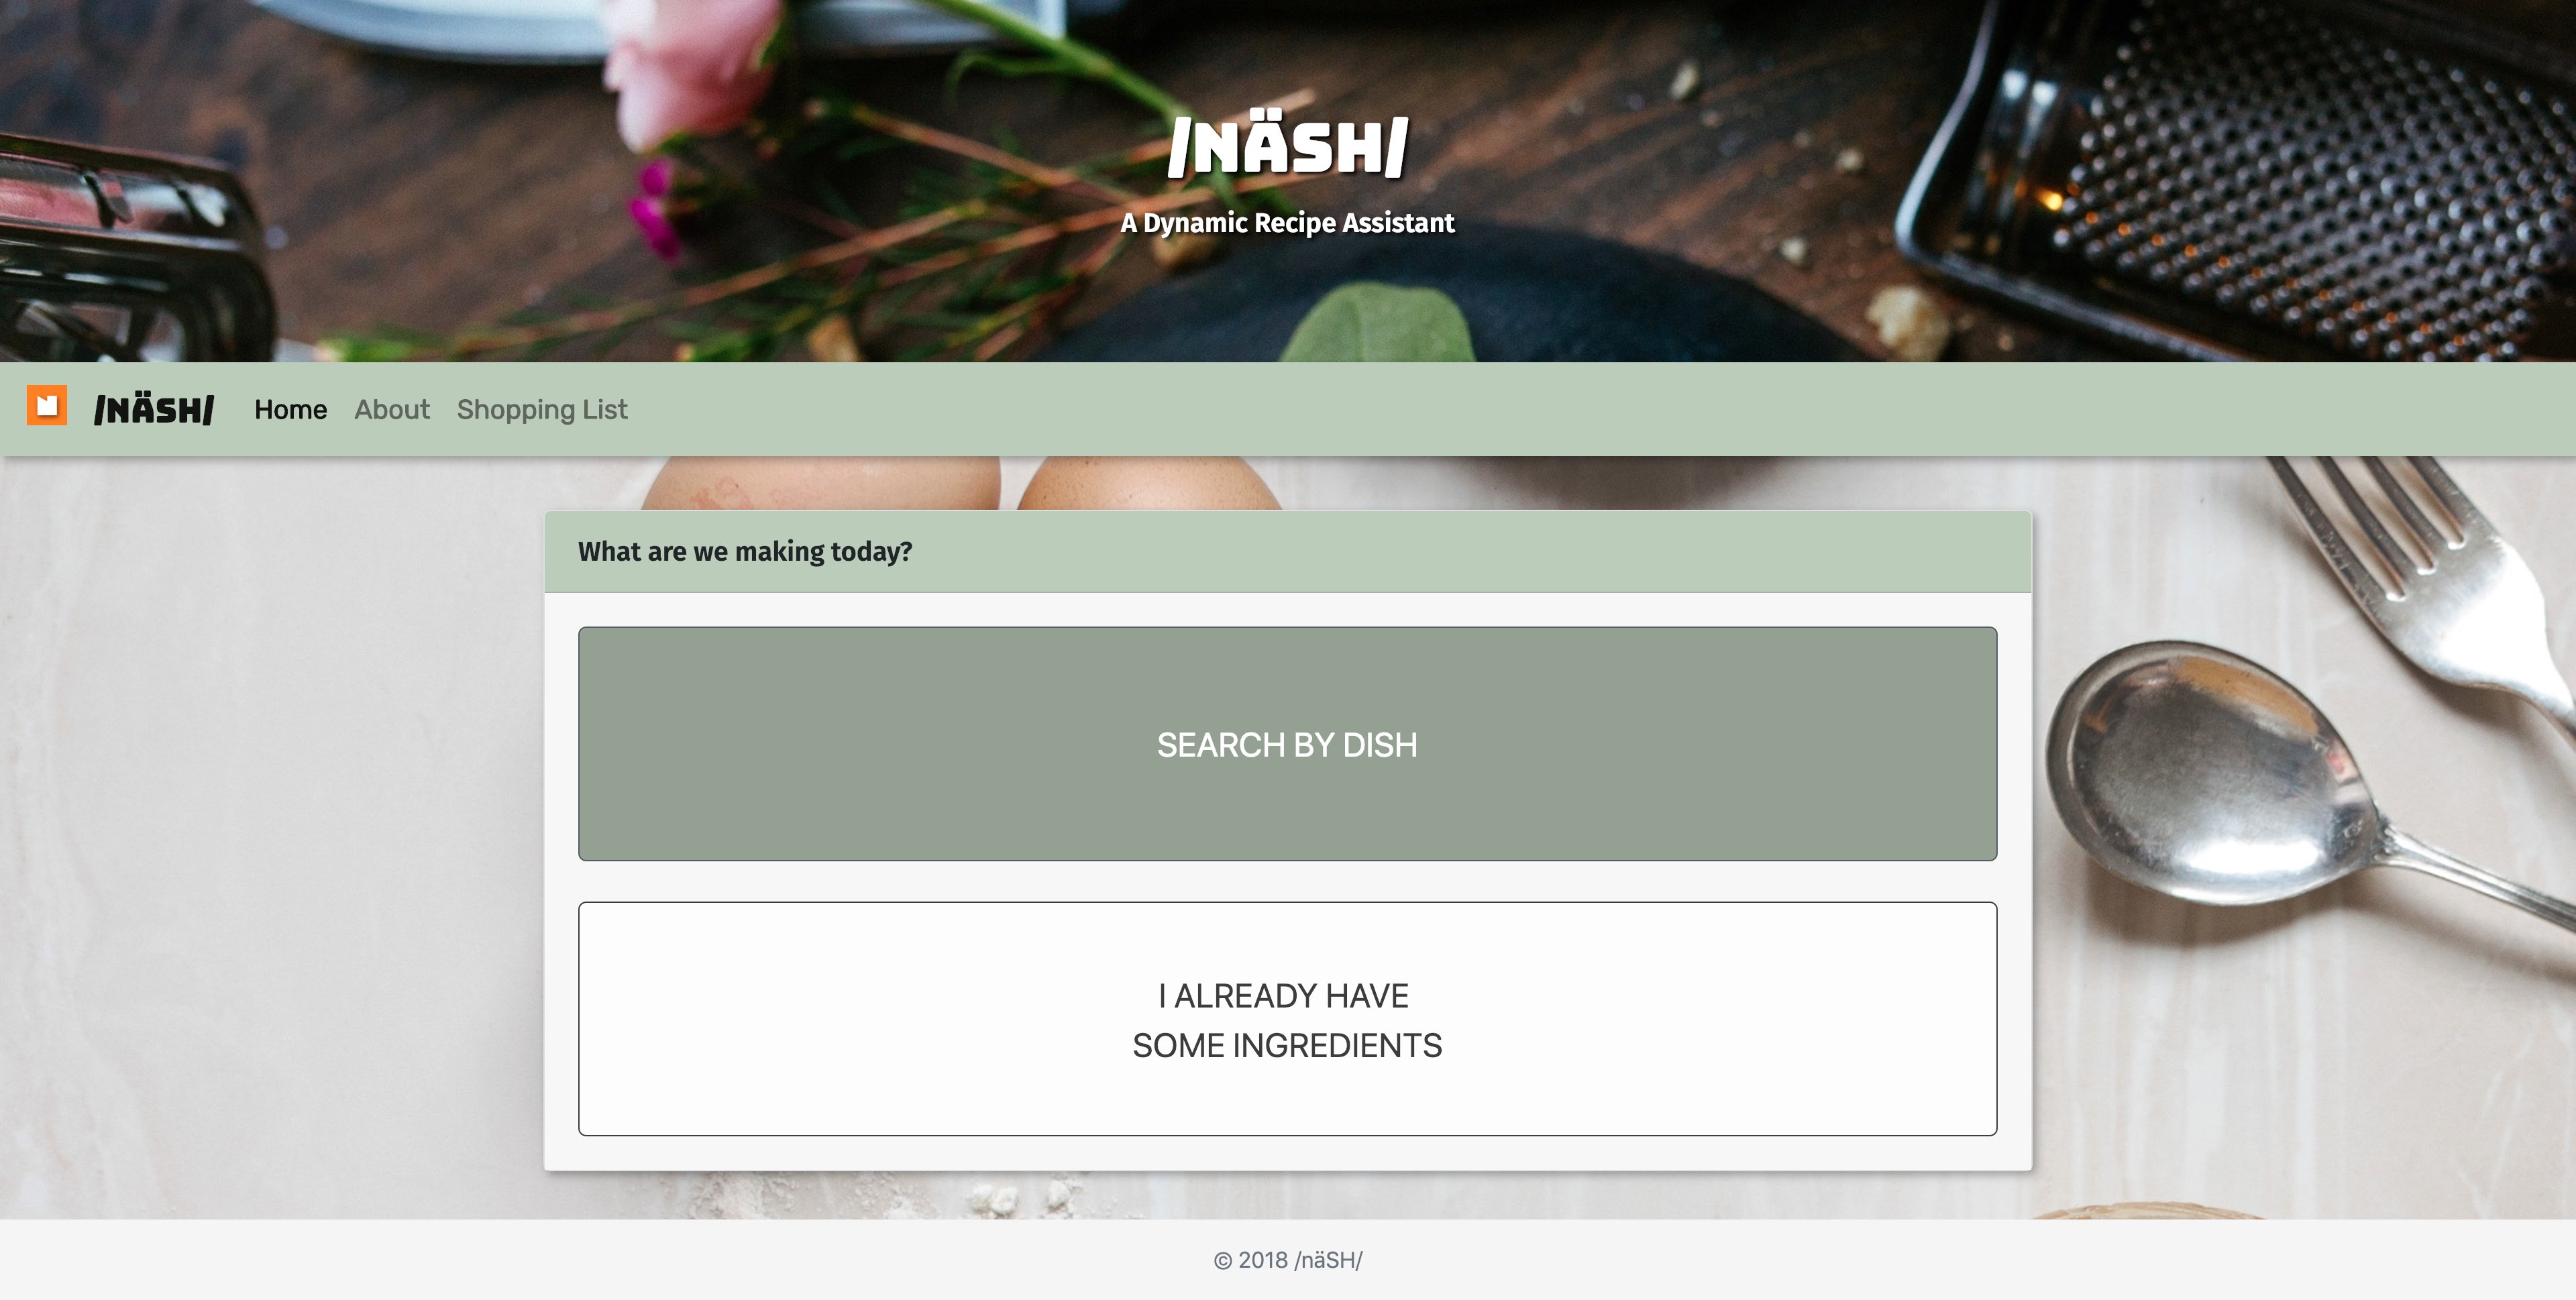 /NÄSH/
A Dynamic Recipe Assistant
/NÄSH/ Home About Shopping List
What are we making today?
SEARCH BY DISH
I ALREADY HAVE
SOME INGREDIENTS
© 2018 /näSH/